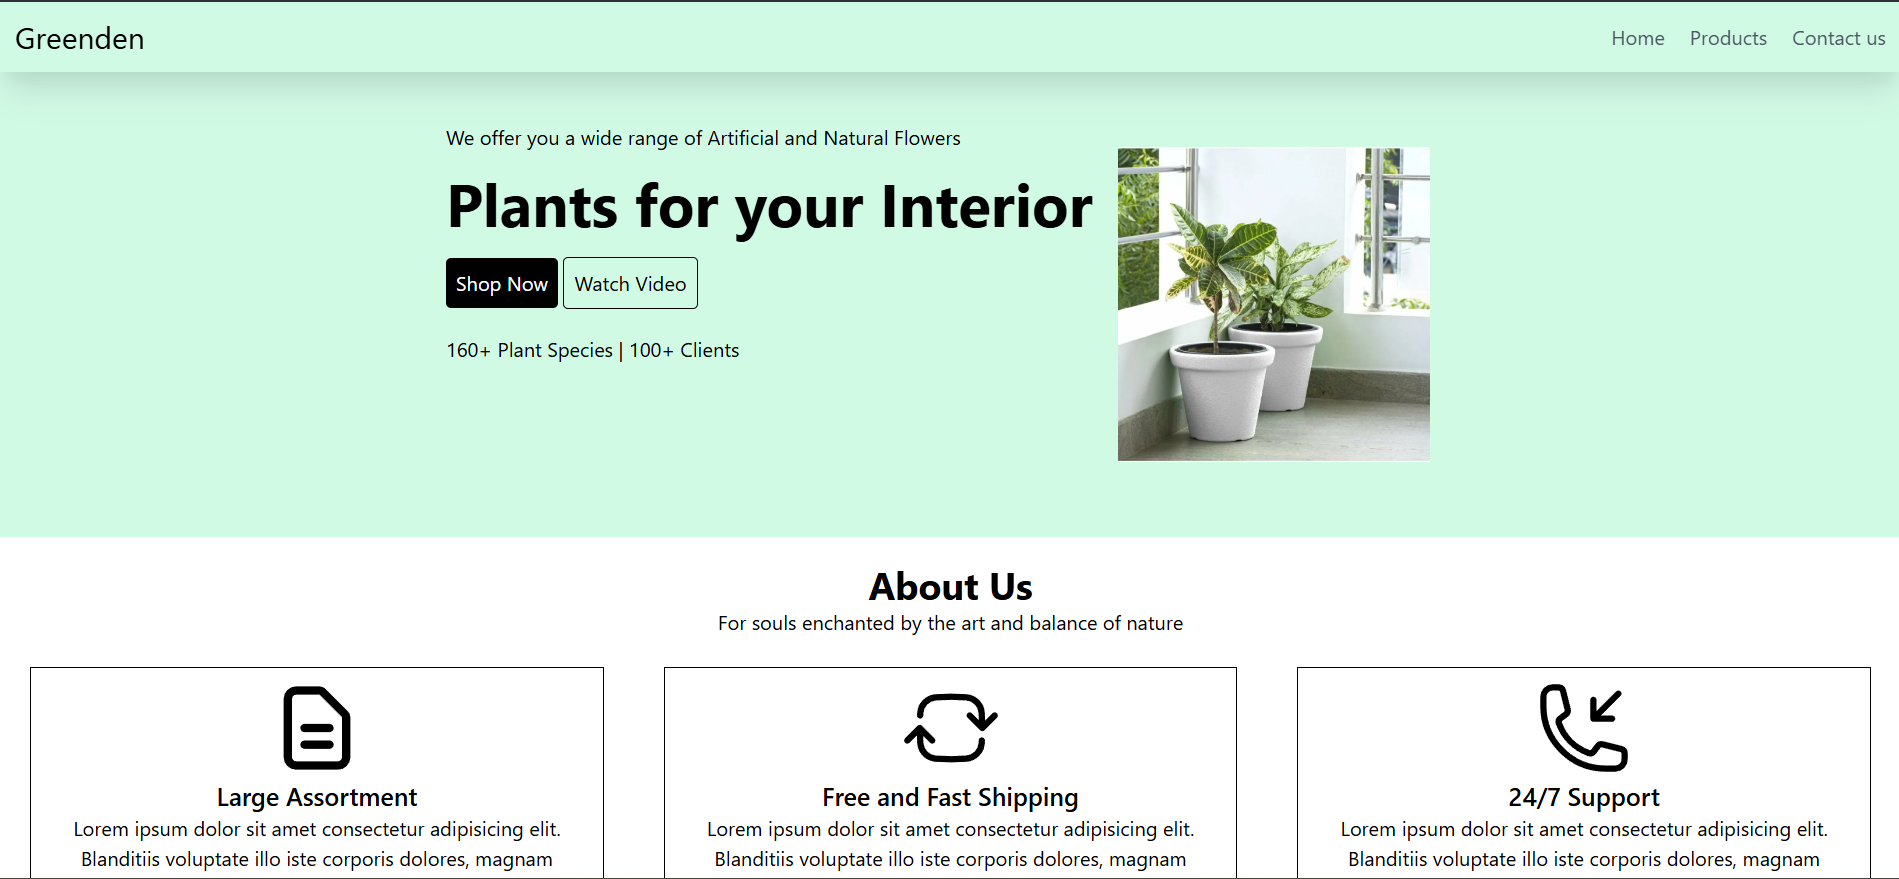 Greenden
Home Products Contact us
We offer you a wide range of Artificial and Natural Flowers
Plants for your Interior
Shop Now Watch Video
160+ Plant Species | 100+ Clients
About Us
For souls enchanted by the art and balance of nature
Large Assortment
Lorem ipsum dolor sit amet consectetur adipisicing elit.
Blanditiis voluptate illo iste corporis dolores, magnam
Free and Fast Shipping
Lorem ipsum dolor sit amet consectetur adipisicing elit.
Blanditiis voluptate illo iste corporis dolores, magnam
24/7 Support
Lorem ipsum dolor sit amet consectetur adipisicing elit.
Blanditiis voluptate illo iste corporis dolores, magnam